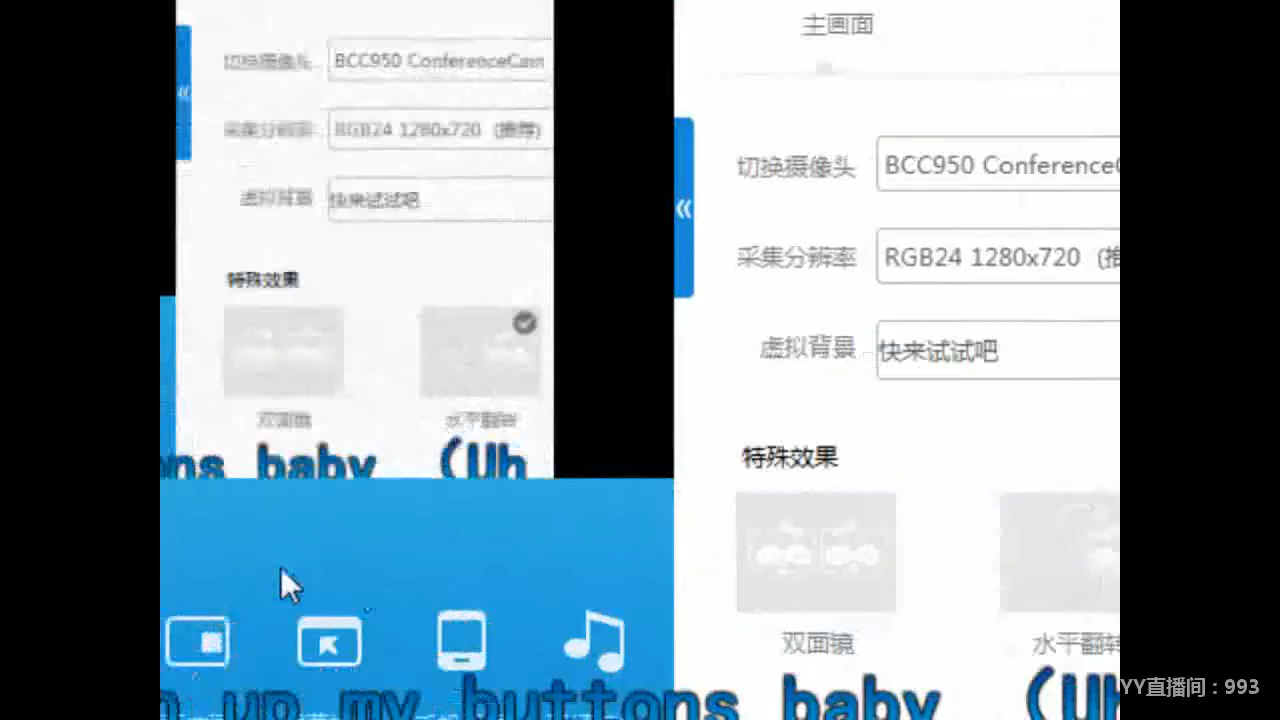 主画面
切换摄像头 BCC950 ConferenceCam
采集分辨率 RGB24 1280x720 (推荐)
虚拟背景 快来试试吧
特殊效果
双面镜 水平翻转
ons baby (Uh
切换摄像头 BCC950 ConferenceC
采集分辨率 RGB24 1280x720 (推
虚拟背景 快来试试吧
特殊效果
双面镜 水平翻转
n up my buttons baby (Uh
YY直播间：993